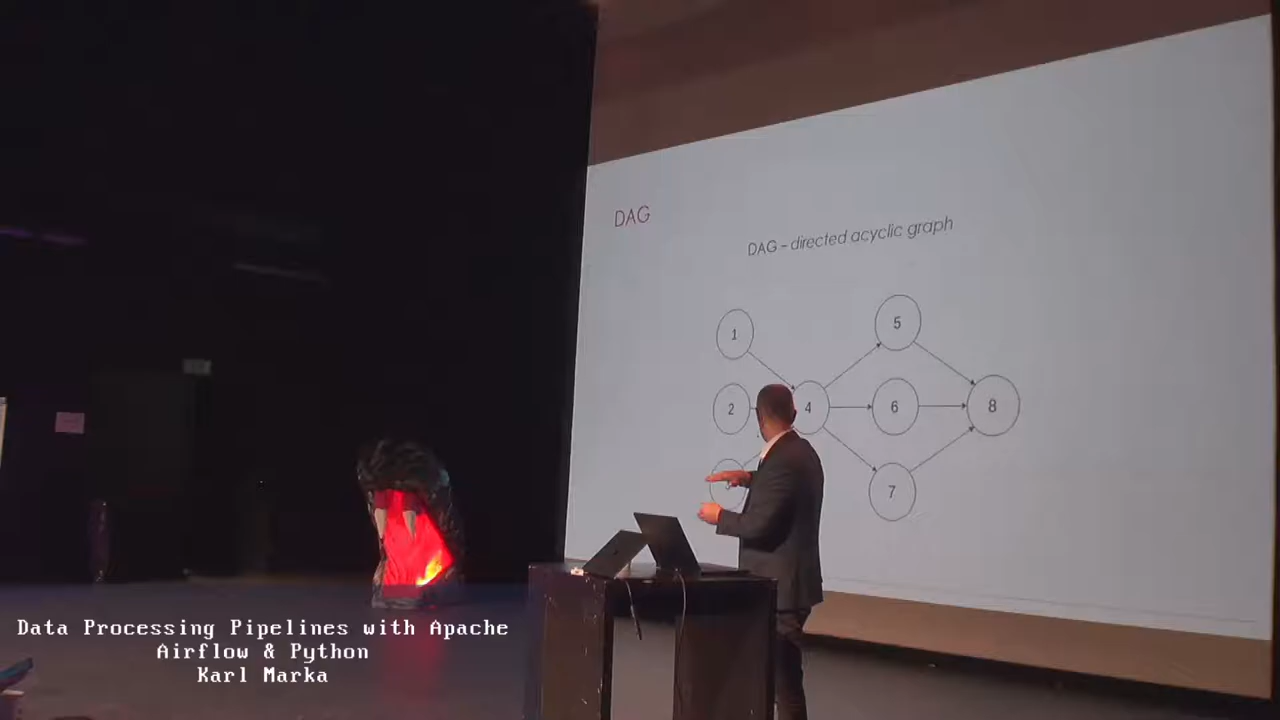 DAG
DAG – directed acyclic graph
1
5
2
4
6
8
7
Data Processing Pipelines with Apache
Airflow & Python
Karl Marka